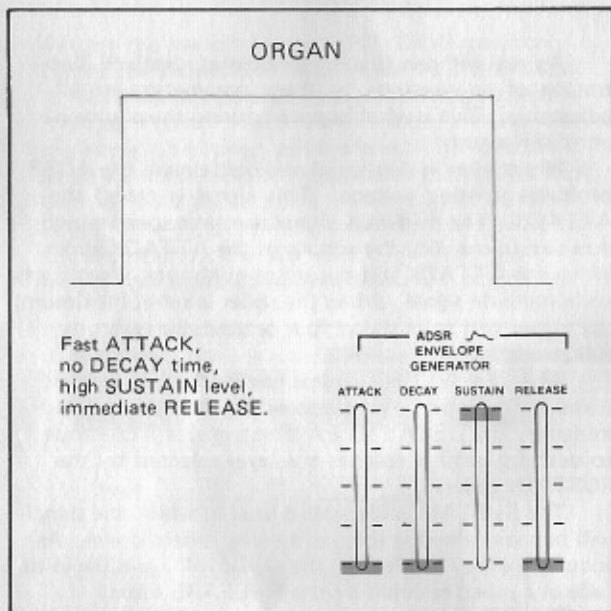 ORGAN
Fast ATTACK,
no DECAY time,
high SUSTAIN level,
immediate RELEASE.
ADSR
ENVELOPE
GENERATOR
ATTACK DECAY SUSTAIN RELEASE